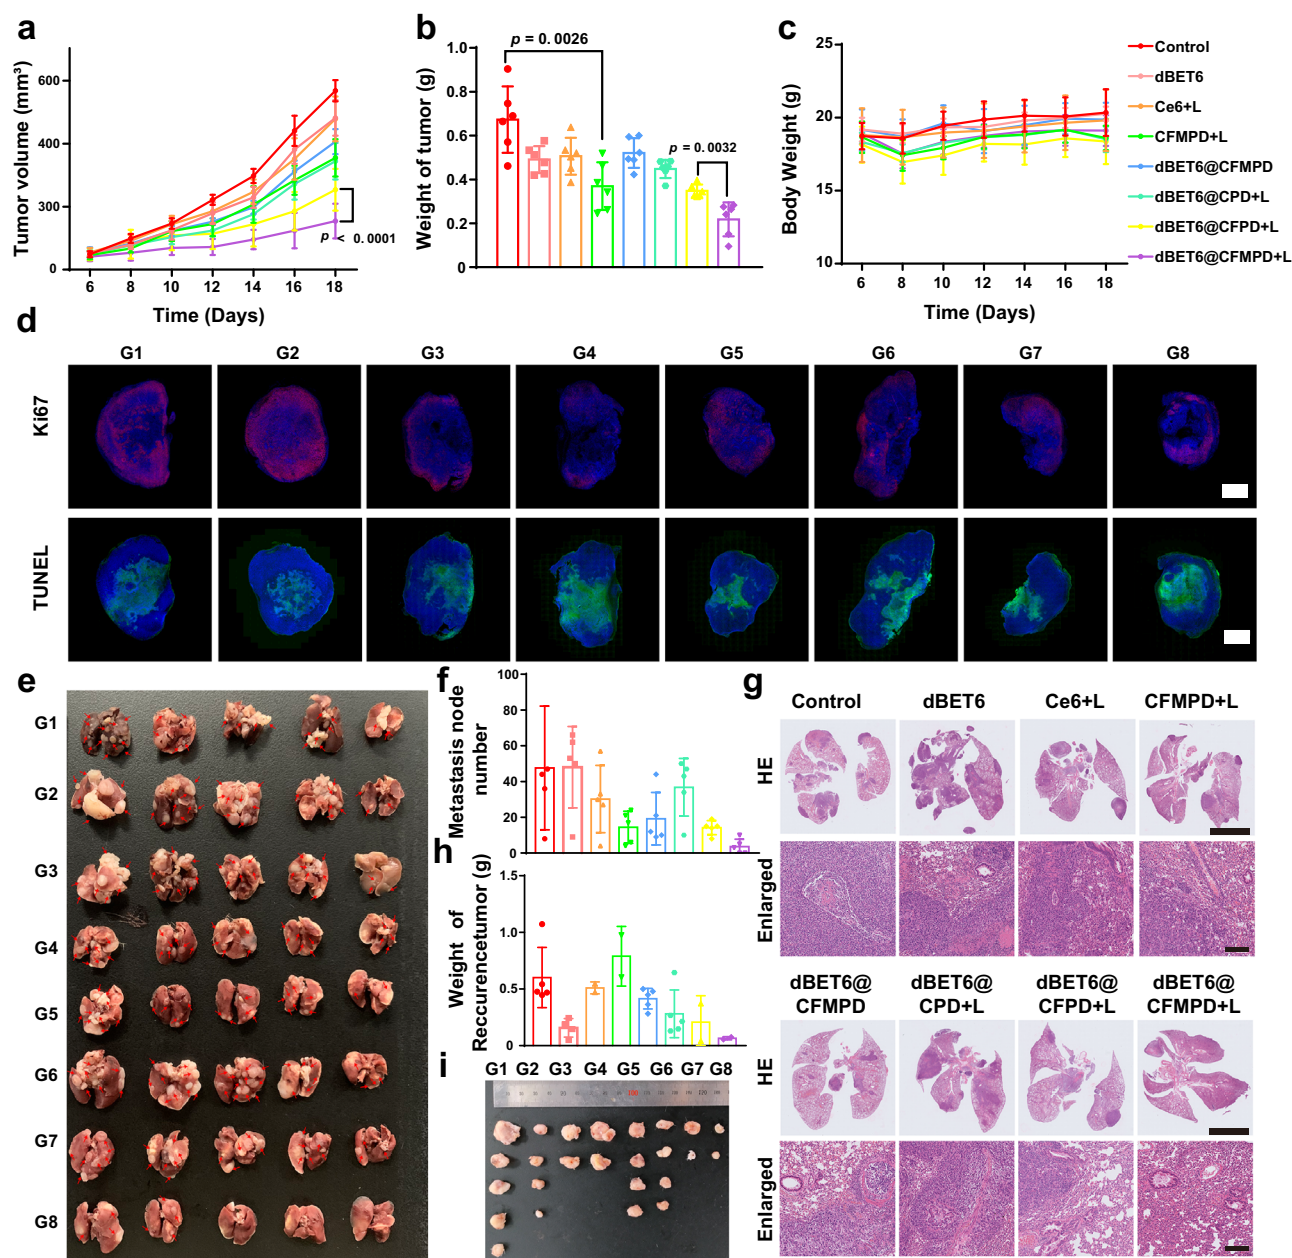 a
Tumor volume (mm³)
600
400
300
200
0
6 8 10 12 14 16 18
Time (Days)
p < 0.0001
b
Weight of tumor (g)
1.0
0.8
0.6
0.4
0.2
0
p = 0.0026
p = 0.0032
c
Body Weight (g)
25
20
15
10
6 8 10 12 14 16 18
Time (Days)
Control
dBET6
Ce6+L
CFMPD+L
dBET6@CFMPD
dBET6@CPD+L
dBET6@CFPD+L
dBET6@CFMPD+L
d
G1 G2 G3 G4 G5 G6 G7 G8
Ki67
TUNEL
e
G1
G2
G3
G4
G5
G6
G7
G8
f
Metastasis node
number
100
80
60
40
20
0
h
Weight of
Reccurencetumor (g)
1.5
1.0
0.5
0
i
G1 G2 G3 G4 G5 G6 G7 G8
g
Control dBET6 Ce6+L CFMPD+L
HE
Enlarged
dBET6@ dBET6@ dBET6@ dBET6@
CFMPD CPD+L CFPD+L CFMPD+L
HE
Enlarged